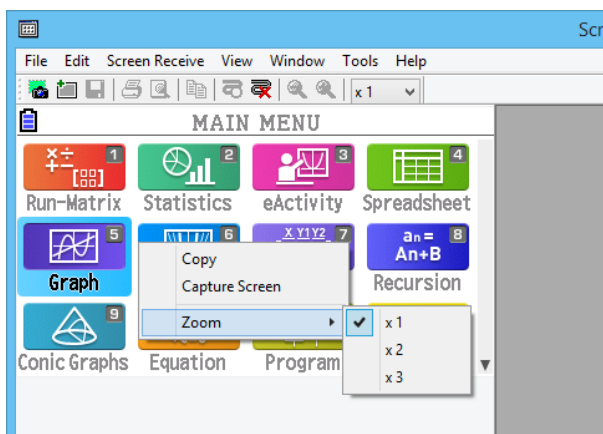 Scr
File Edit Screen Receive View Window Tools Help
x 1
MAIN MENU
×÷ 1 2 3 4
+− [88]
Run-Matrix Statistics eActivity Spreadsheet
5 6 X Y1Y2 7 an= 8
An+B
Graph Recursion
Copy
Capture Screen
Zoom
x 1
x 2
x 3
9
Conic Graphs Equation Program